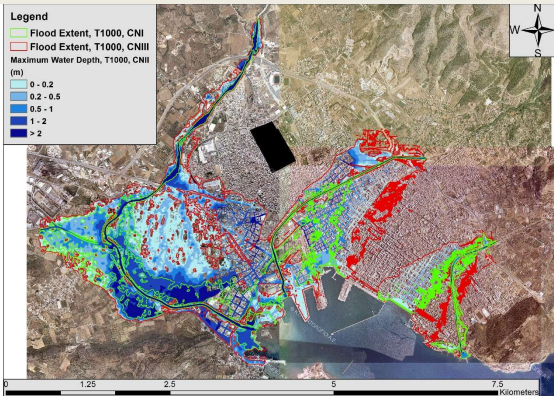 Legend
Flood Extent, T1000, CNI
Flood Extent, T1000, CNIII
Maximum Water Depth, T1000, CNII
(m)
0 - 0.2
0.2 - 0.5
0.5 - 1
1 - 2
> 2
N
W
E
S
0
1.25
2.5
5
7.5
Kilometers